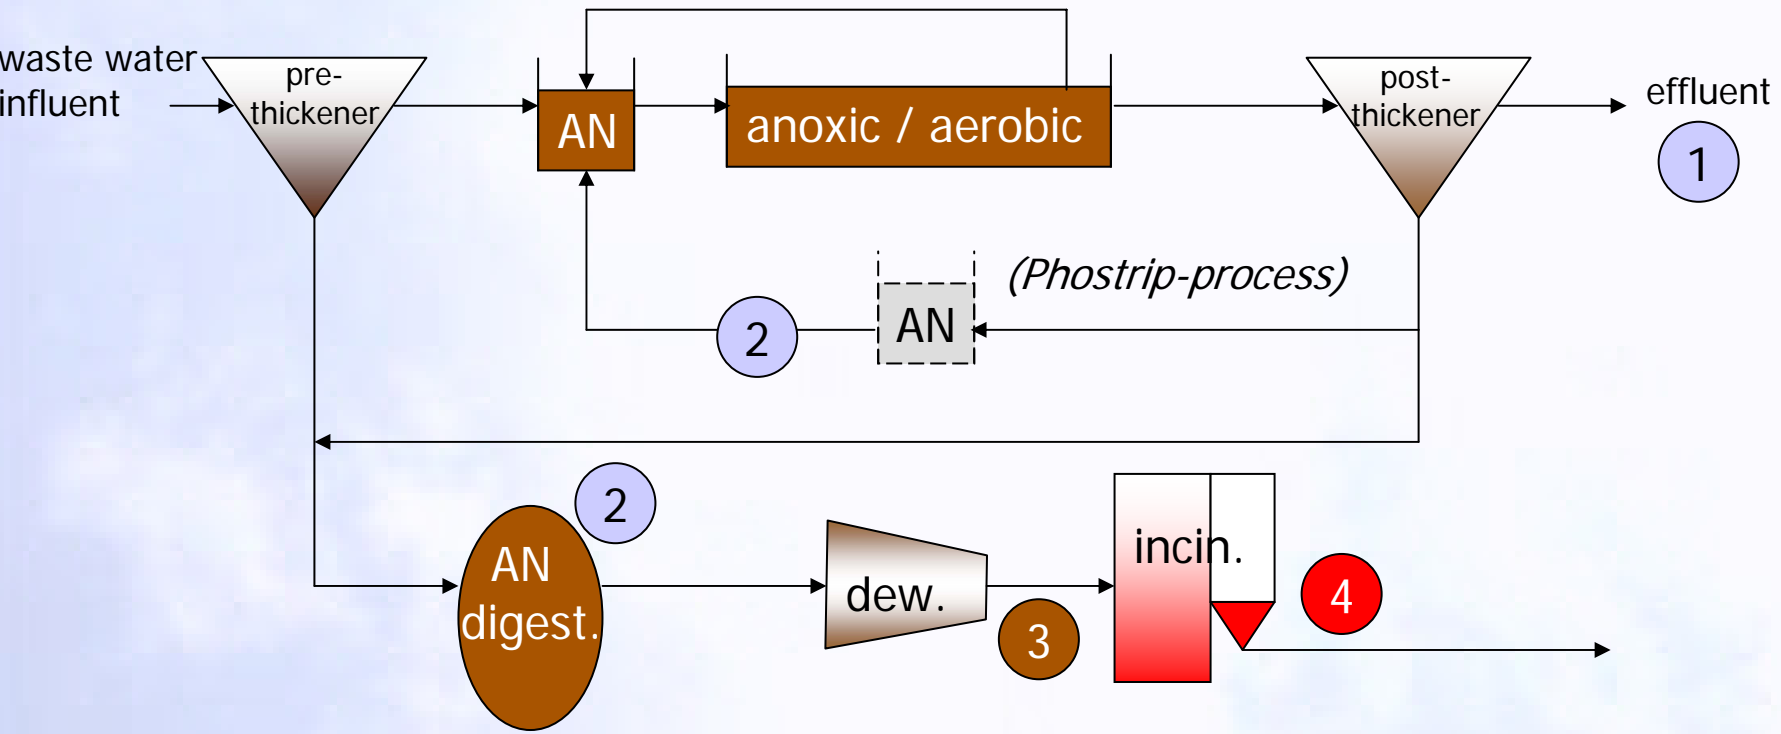 waste water
influent
pre-
thickener
AN
anoxic / aerobic
post-
thickener
effluent
1
(Phostrip-process)
AN
2
2
AN
digest.
dew.
3
incin.
4